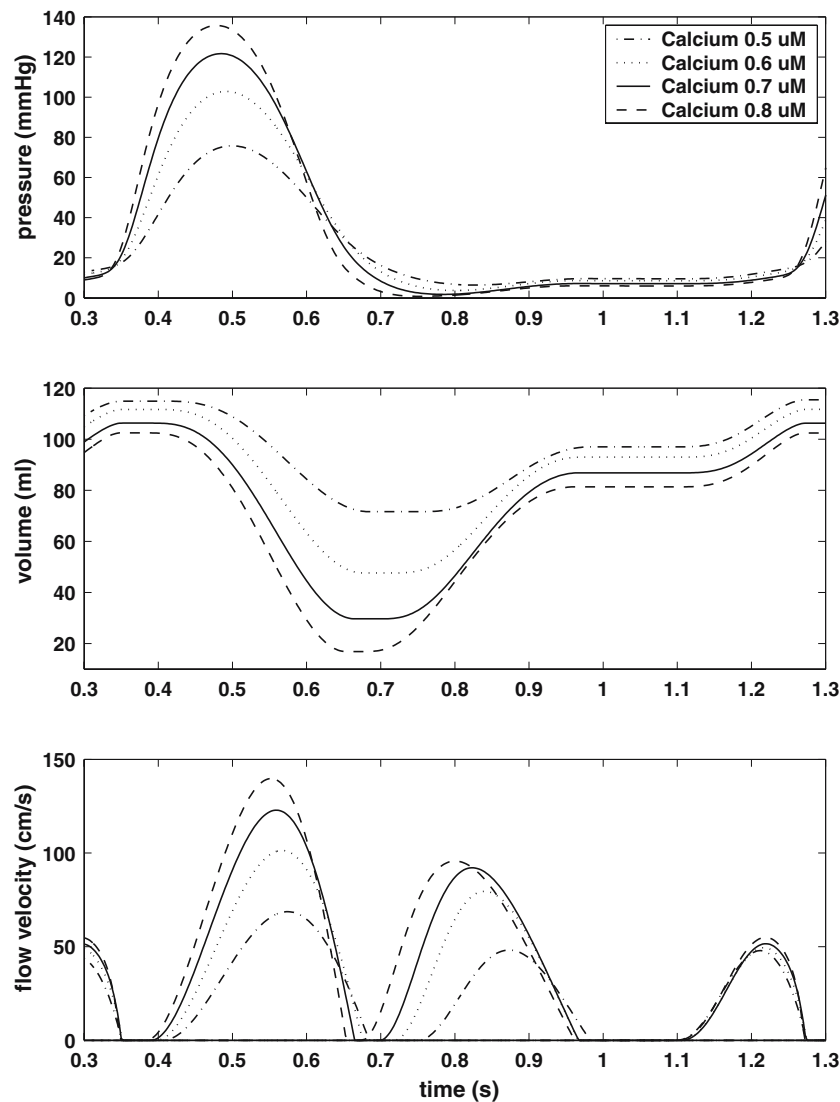 140
120
100
80
60
40
20
0
pressure (mmHg)
Calcium 0.5 uM
Calcium 0.6 uM
Calcium 0.7 uM
Calcium 0.8 uM
0.3 0.4 0.5 0.6 0.7 0.8 0.9 1 1.1 1.2 1.3
120
100
80
60
40
20
volume (ml)
0.3 0.4 0.5 0.6 0.7 0.8 0.9 1 1.1 1.2 1.3
150
100
50
0
flow velocity (cm/s)
0.3 0.4 0.5 0.6 0.7 0.8 0.9 1 1.1 1.2 1.3
time (s)